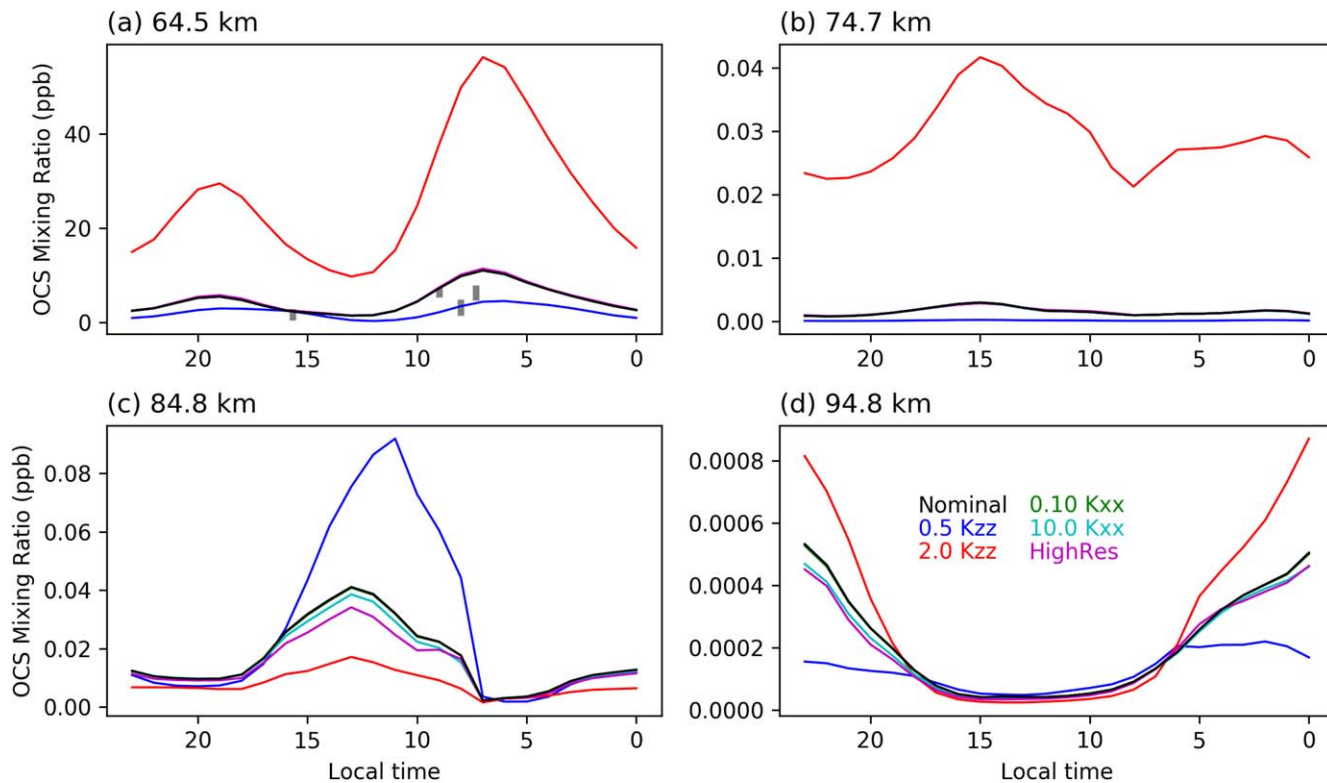 (a) 64.5 km
OCS Mixing Ratio (ppb)
40
20
0
20 15 10 5 0
(b) 74.7 km
0.04
0.03
0.02
0.01
0.00
20 15 10 5 0
(c) 84.8 km
OCS Mixing Ratio (ppb)
0.08
0.06
0.04
0.02
0.00
20 15 10 5 0
Local time
(d) 94.8 km
0.0008
0.0006
0.0004
0.0002
0.0000
Nominal 0.10 Kxx
0.5 Kzz 10.0 Kxx
2.0 Kzz HighRes
20 15 10 5 0
Local time